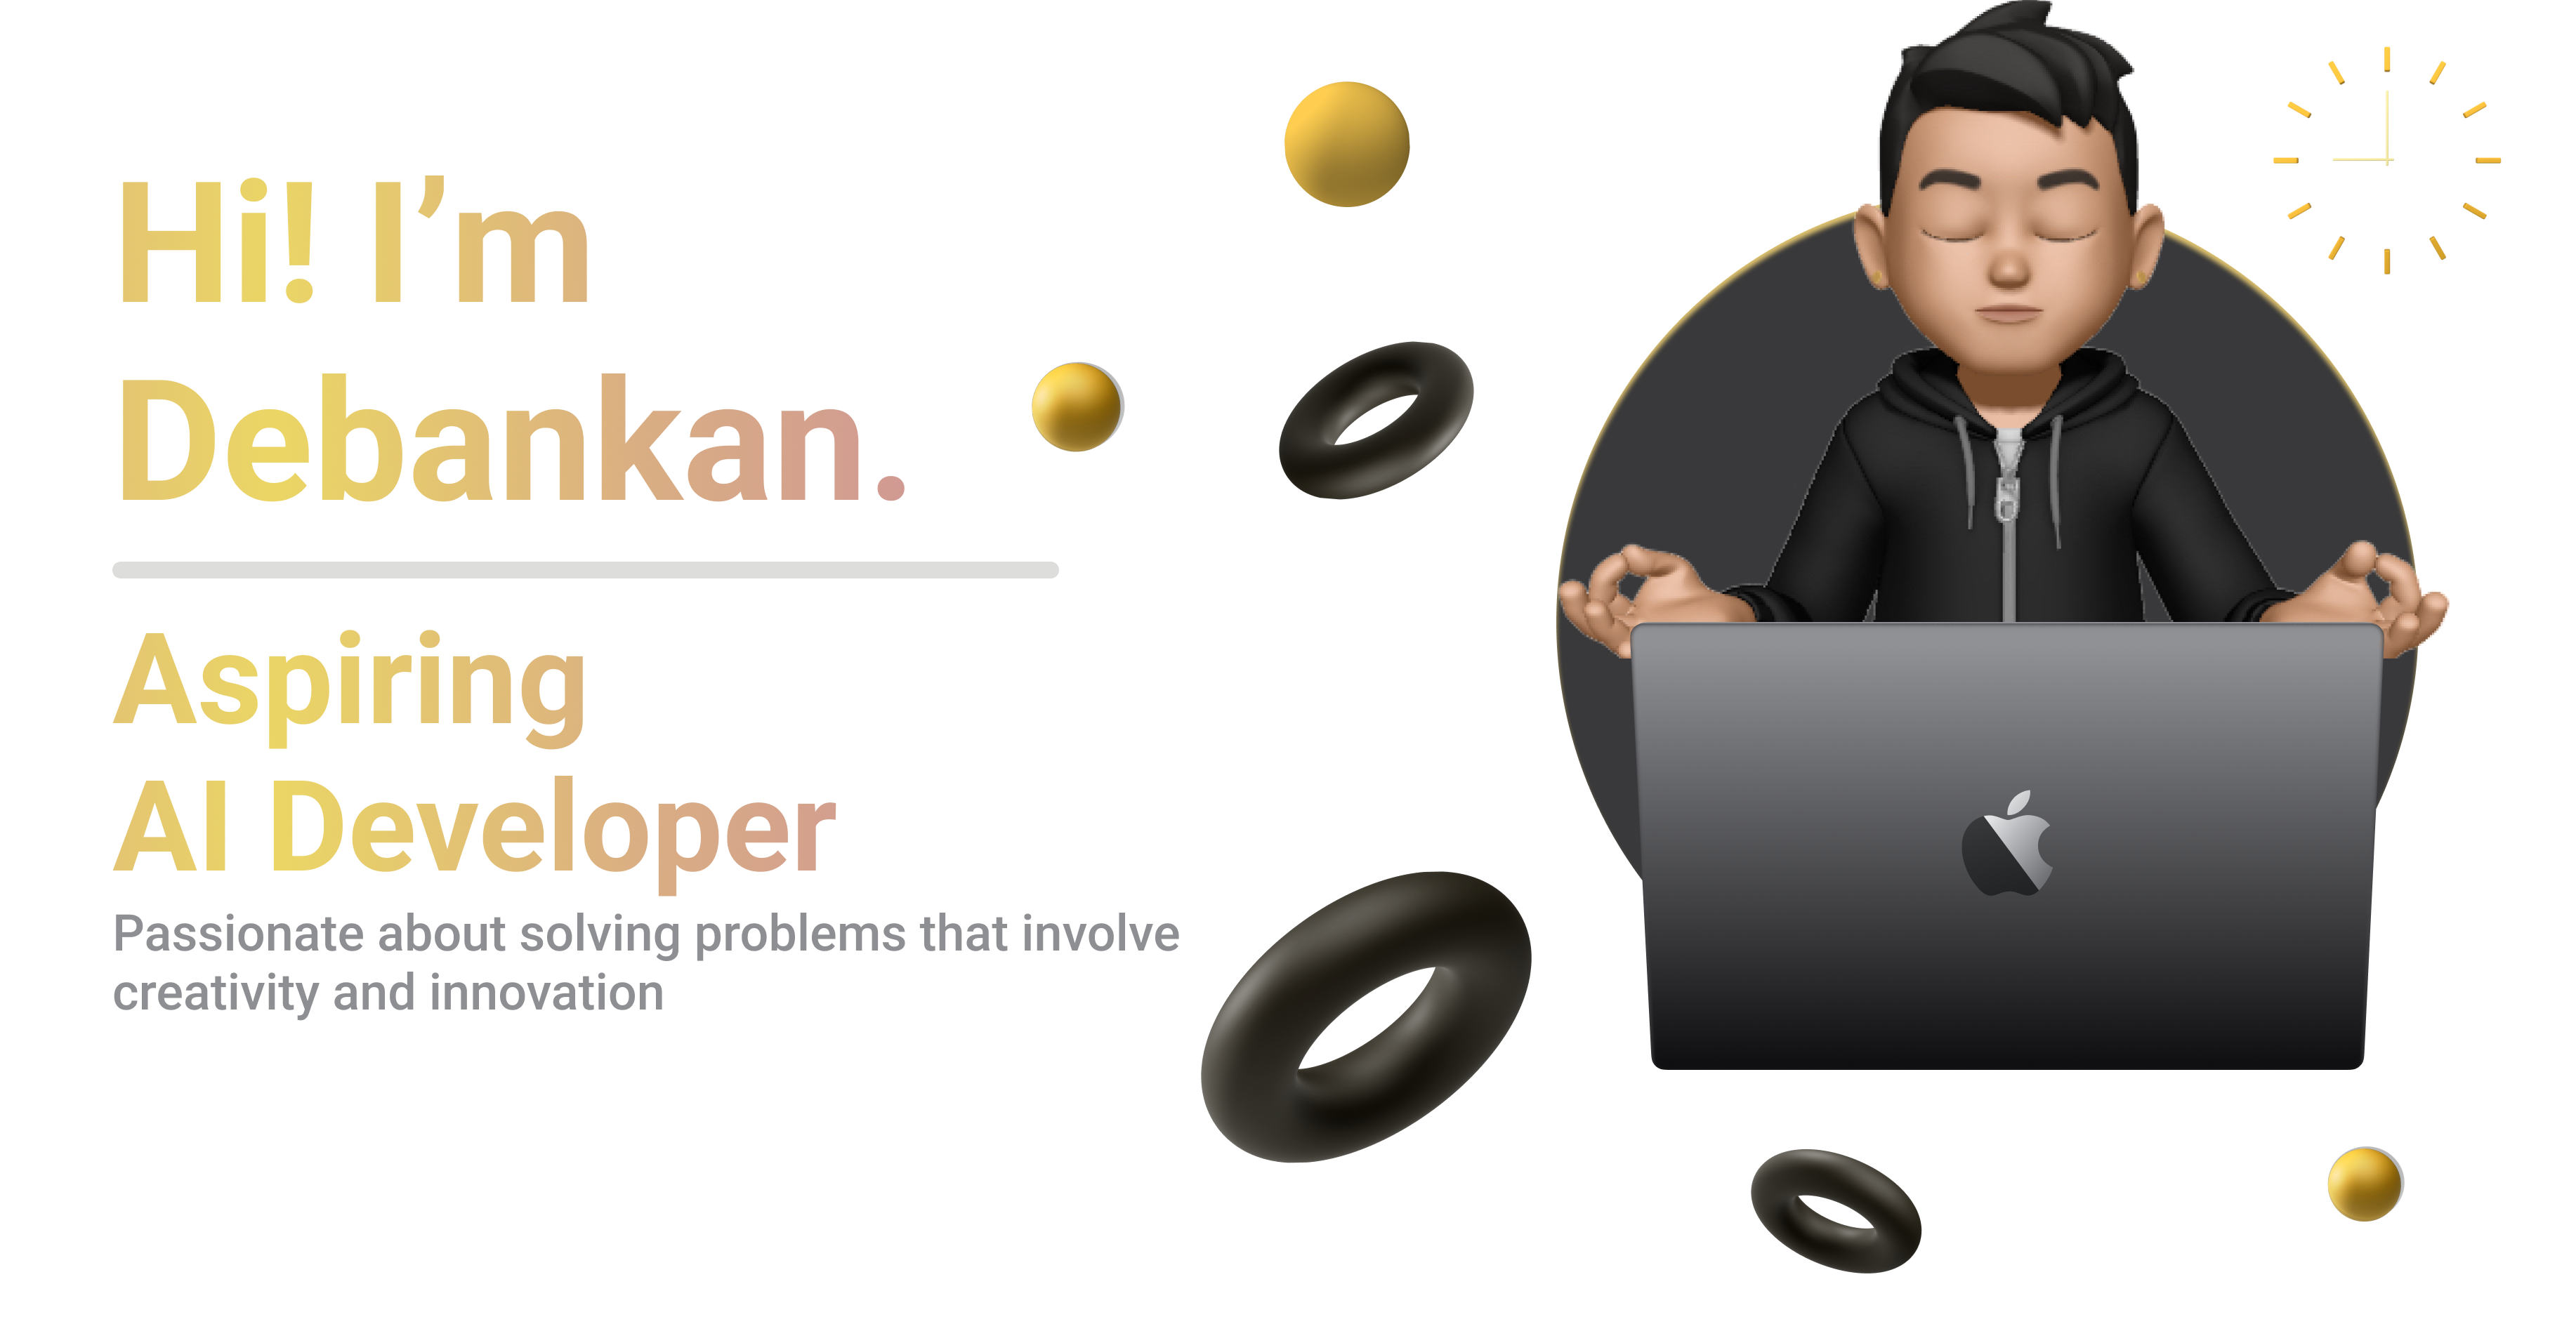 Hi! I’m
Debankan.
Aspiring
AI Developer
Passionate about solving problems that involve
creativity and innovation